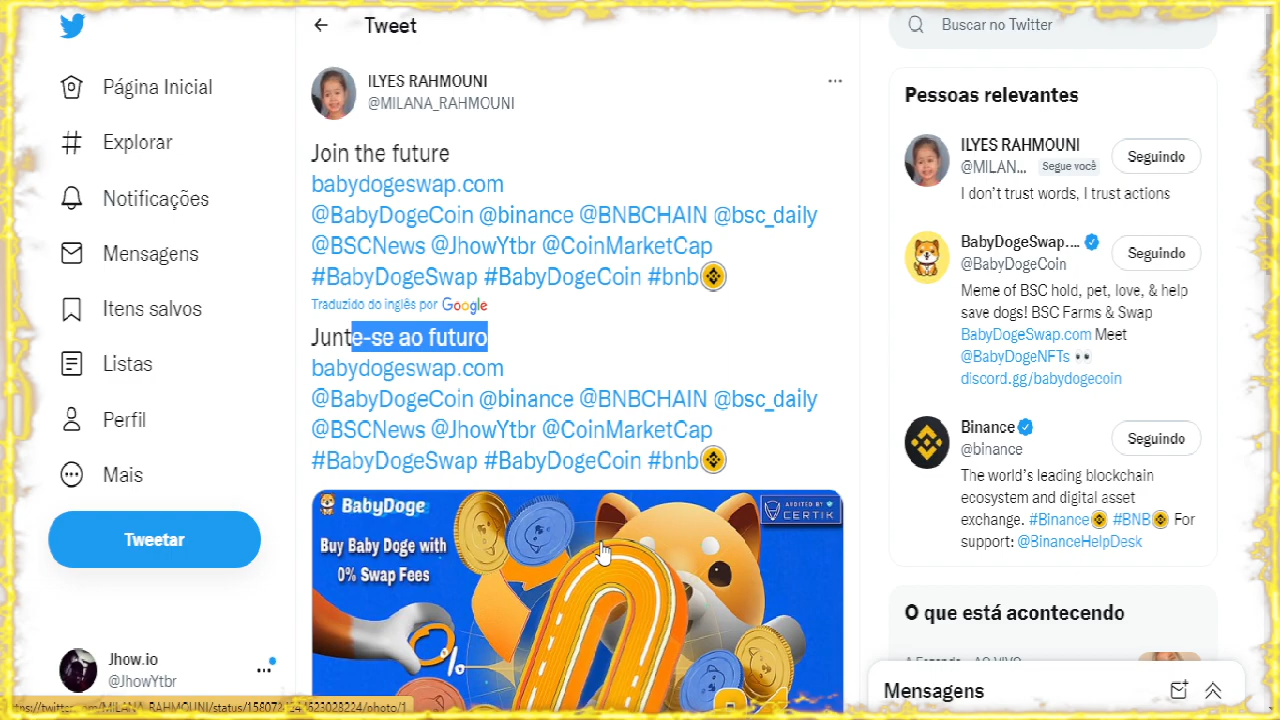 Tweet
Buscar no Twitter
Página Inicial
Explorar
Notificações
Mensagens
Itens salvos
Listas
Perfil
Mais
Tweetar
Jhow.io
@JhowYtbr
ILYES RAHMOUNI
@MILANA_RAHMOUNI
Join the future
babydogeswap.com
@BabyDogeCoin @binance @BNBCHAIN @bsc_daily
@BSCNews @JhowYtbr @CoinMarketCap
#BabyDogeSwap #BabyDogeCoin #bnb
Traduzido do inglês por Google
Junte-se ao futuro
babydogeswap.com
@BabyDogeCoin @binance @BNBCHAIN @bsc_daily
@BSCNews @JhowYtbr @CoinMarketCap
#BabyDogeSwap #BabyDogeCoin #bnb
BabyDoge
AUDITED BY
CERTIK
Buy Baby Doge with
0% Swap Fees
%
Pessoas relevantes
ILYES RAHMOUNI
@MILAN... Segue você
Seguindo
I don't trust words, I trust actions
BabyDogeSwap....
@BabyDogeCoin
Seguindo
Meme of BSC hold, pet, love, & help
save dogs! BSC Farms & Swap
BabyDogeSwap.com Meet
@BabyDogeNFTs 👀
discord.gg/babydogecoin
Binance
@binance
Seguindo
The world's leading blockchain
ecosystem and digital asset
exchange. #Binance #BNB For
support: @BinanceHelpDesk
O que está acontecendo
Mensagens